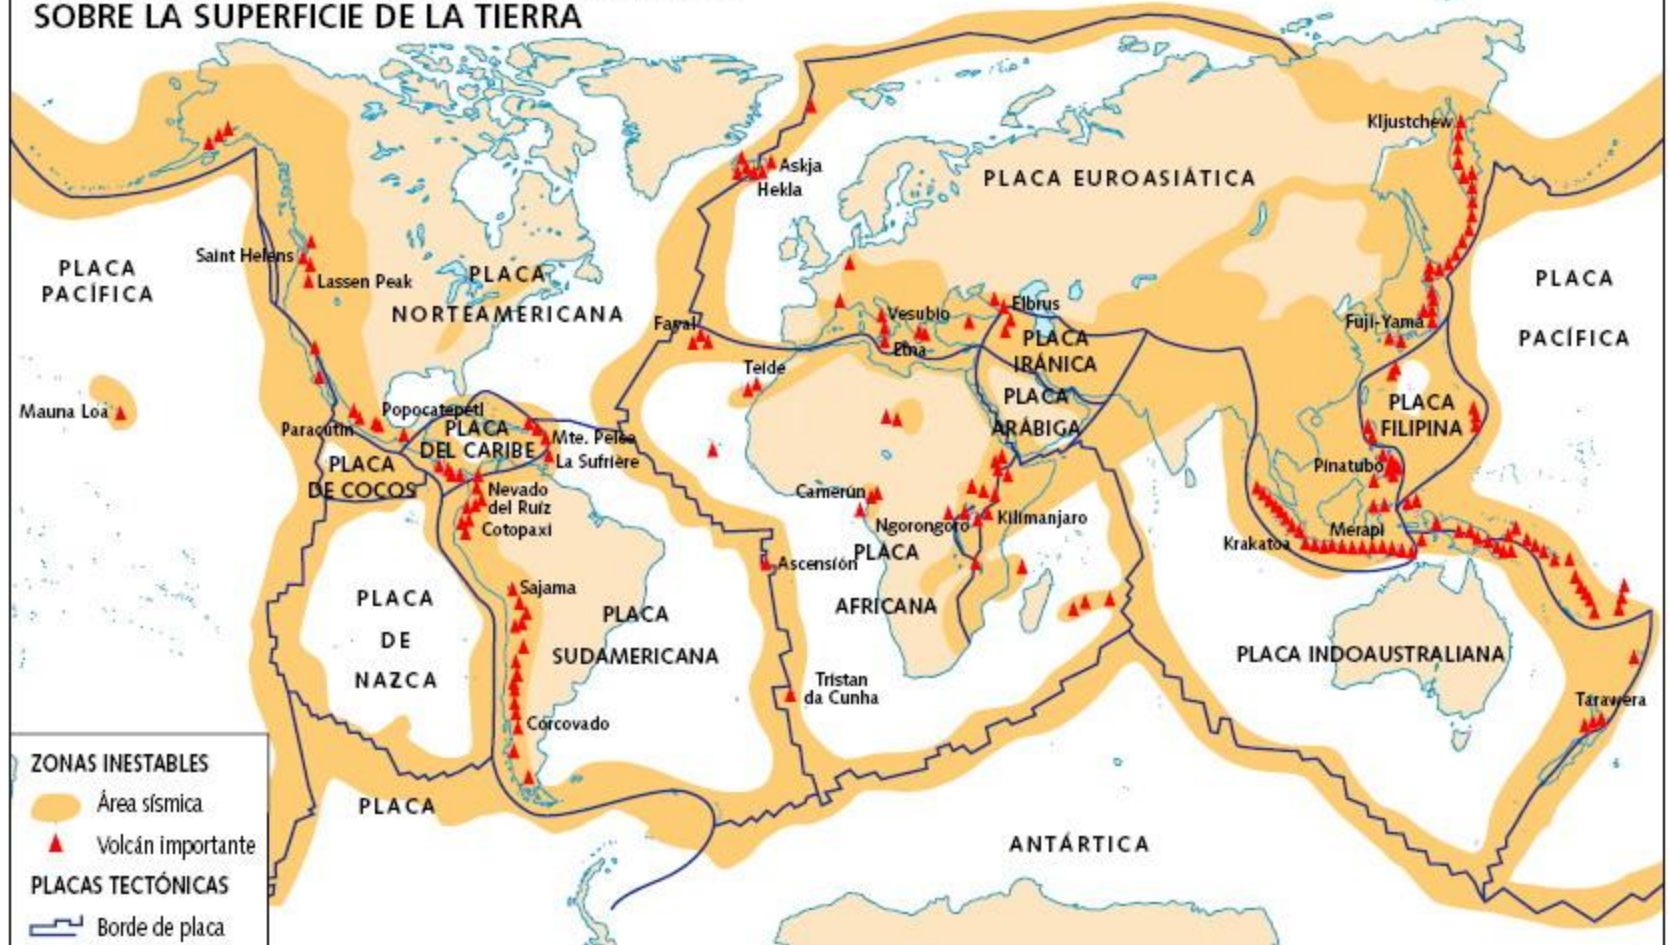 SOBRE LA SUPERFICIE DE LA TIERRA
Kljustchew
Askja
Hekla
PLACA EUROASIÁTICA
Saint Helens
Lassen Peak
PLACA
PACÍFICA
PLACA
NORTEAMERICANA
PLACA
PACÍFICA
Fayal
Vesubio
Etna
Elbrus
PLACA
IRÁNICA
Fuji-Yama
Teide
PLACA
ARÁBIGA
PLACA
FILIPINA
Mauna Loa
Popocatepetl
Paracutín
PLACA
DEL CARIBE
Mte. Pelée
La Sufrière
PLACA
DE COCOS
Nevado
del Ruíz
Cotopaxi
Camerún
Ngorongoro
Kilimanjaro
Pinatubo
Merapi
Krakatoa
Ascensión
PLACA
AFRICANA
PLACA
DE
NAZCA
Sajama
PLACA
SUDAMERICANA
Corcovado
Tristan
da Cunha
PLACA INDOAUSTRALIANA
Tarawera
PLACA
ANTÁRTICA
ZONAS INESTABLES
Área sísmica
Volcán importante
PLACAS TECTÓNICAS
Borde de placa